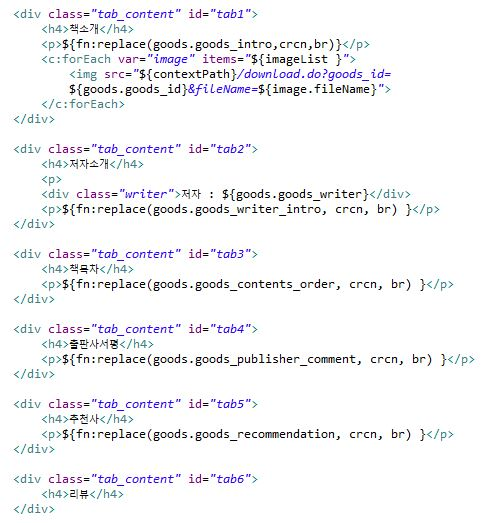 <div class="tab_content" id="tab1">
<h4>책소개</h4>
<p>${fn:replace(goods.goods_intro,crcn,br)}</p>
<c:forEach var="image" items="${imageList }">
<img src="${contextPath}/download.do?goods_id=
${goods.goods_id}&fileName=${image.fileName}">
</c:forEach>
</div>
<div class="tab_content" id="tab2">
<h4>저자소개</h4>
<p>
<div class="writer">저자 : ${goods.goods_writer}</div>
<p>${fn:replace(goods.goods_writer_intro, crcn, br) }</p>
</div>
<div class="tab_content" id="tab3">
<h4>책목차</h4>
<p>${fn:replace(goods.goods_contents_order, crcn, br) }</p>
</div>
<div class="tab_content" id="tab4">
<h4>출판사서평</h4>
<p>${fn:replace(goods.goods_publisher_comment, crcn, br) }</p>
</div>
<div class="tab_content" id="tab5">
<h4>추천사</h4>
<p>${fn:replace(goods.goods_recommendation, crcn, br) }</p>
</div>
<div class="tab_content" id="tab6">
<h4>리뷰</h4>
</div>